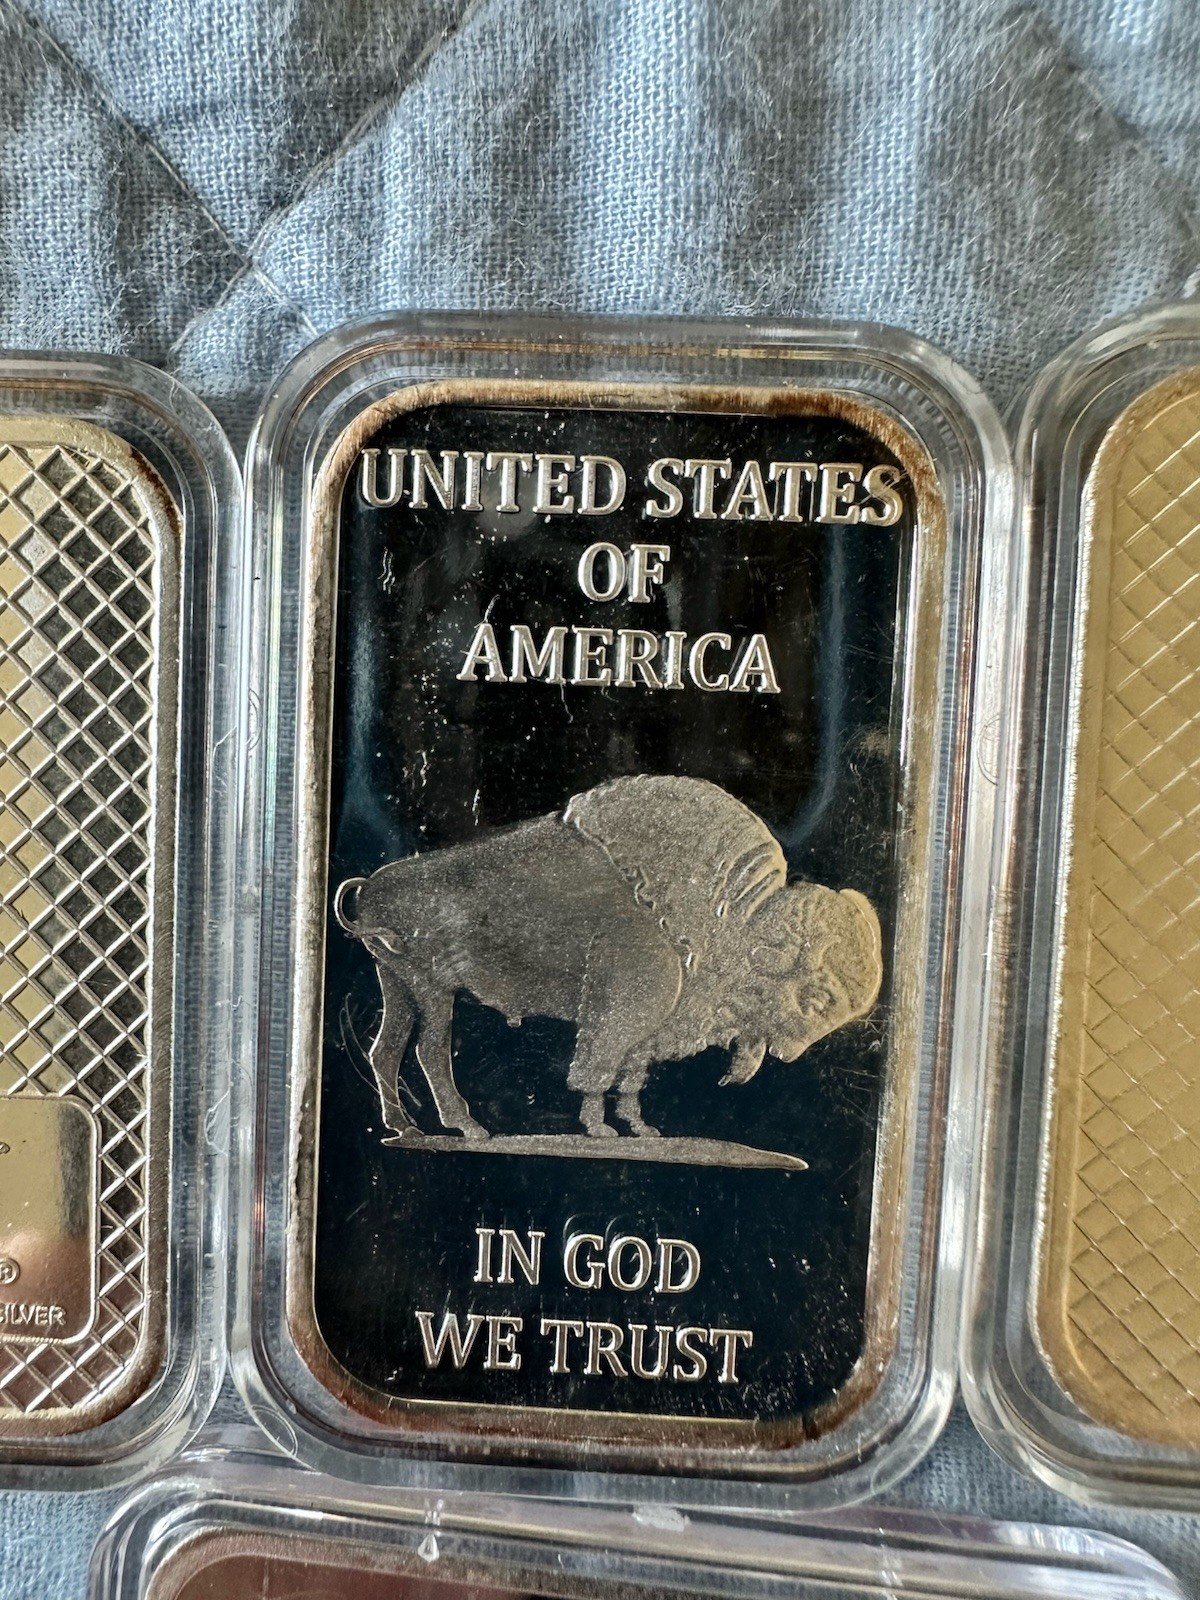 UNITED STATES
OF
AMERICA
IN GOD
WE TRUST
®
SILVER